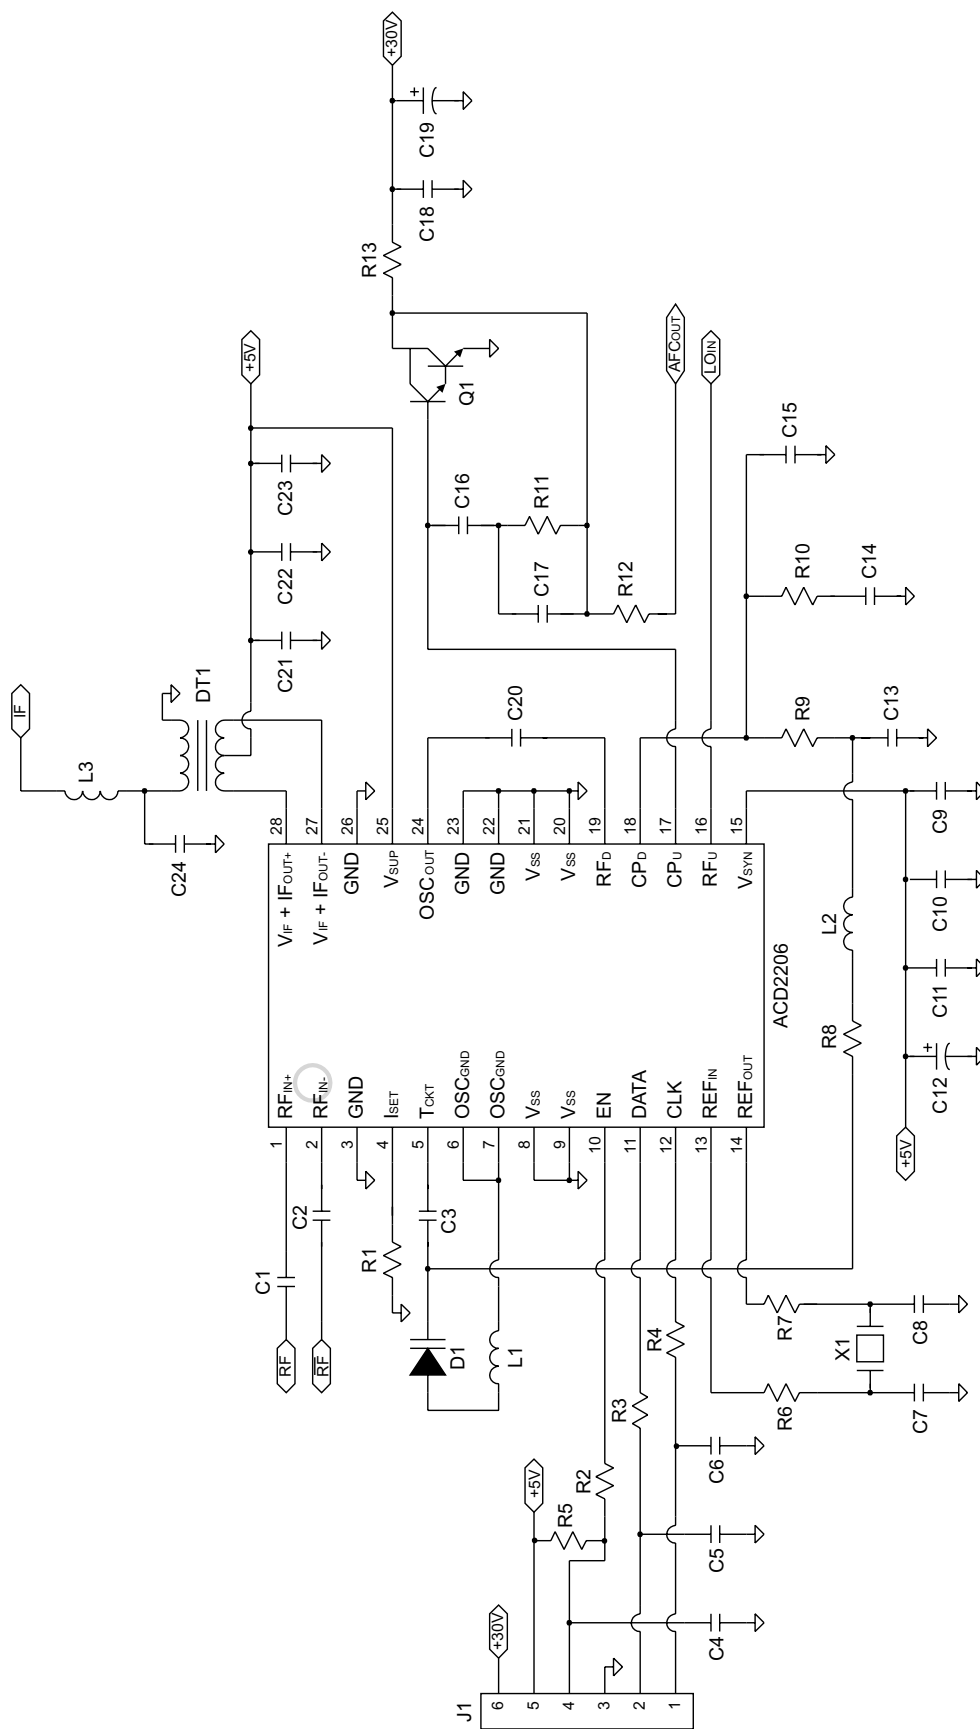 +30V
C19
+
C18
R13
+5V
Q1
AFCOUT
LOIN
C23
C22
C21
C16
R11
C17
R12
C15
R10
C14
C20
R9
C13
IF
L3
DT1
C24
28
27
26
25
24
23
22
21
20
19
18
17
16
15
VIF + IFOUT+
VIF + IFOUT-
GND
VSUP
OSCOUT
GND
GND
VSS
VSS
RFD
CPD
CPU
RFU
VSYN
ACD2206
RFIN+
RFIN-
GND
ISET
TCKT
OSCGND
OSCGND
VSS
VSS
EN
DATA
CLK
REFIN
REFOUT
1
2
3
4
5
6
7
8
9
10
11
12
13
14
L2
R8
C9
C10
C11
C12
+
+5V
C1
C2
RF
RF
R1
C3
D1
L1
R4
R3
R2
R5
+5V
R7
R6
X1
C8
C7
C6
C5
C4
+30V
J1
6
5
4
3
2
1